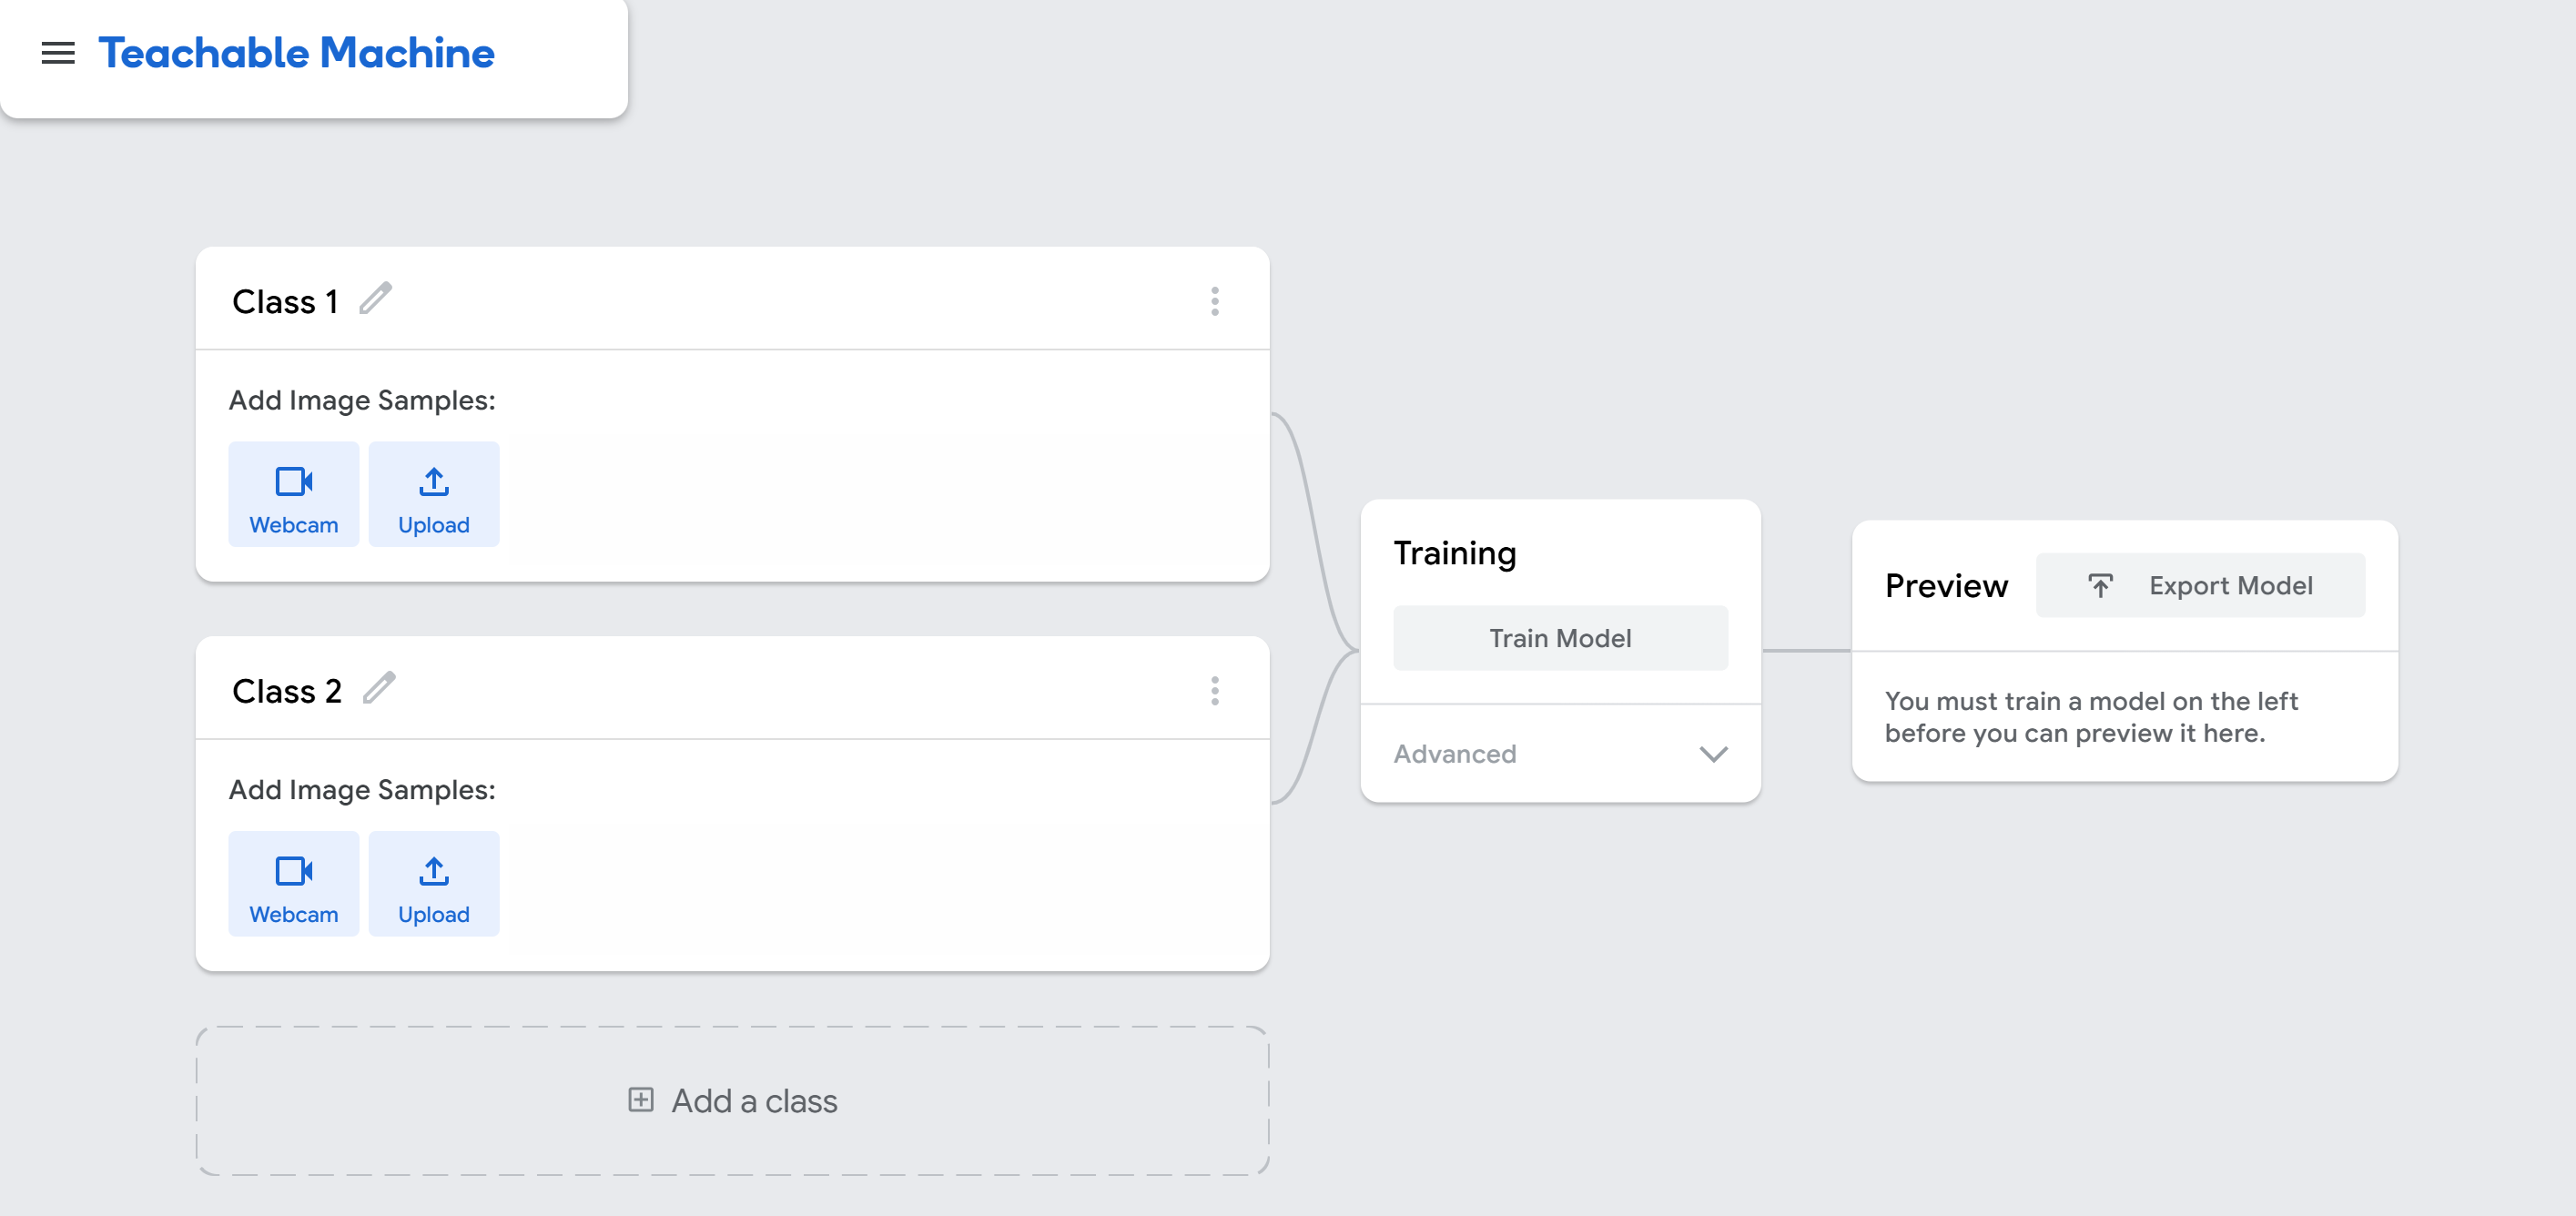 Teachable Machine
Class 1
Add Image Samples:
Webcam
Upload
Class 2
Add Image Samples:
Webcam
Upload
Add a class
Training
Train Model
Advanced
Preview
Export Model
You must train a model on the left
before you can preview it here.